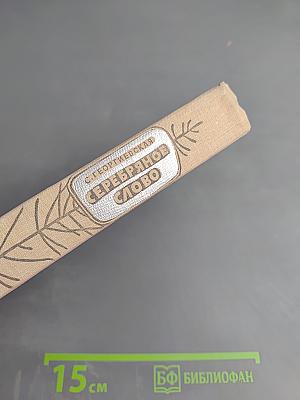 С. ГЕОРГИЕВСКАЯ
СЕРЕБРЯНОЕ
СЛОВО
15 см
БФ БИБЛИОФАН